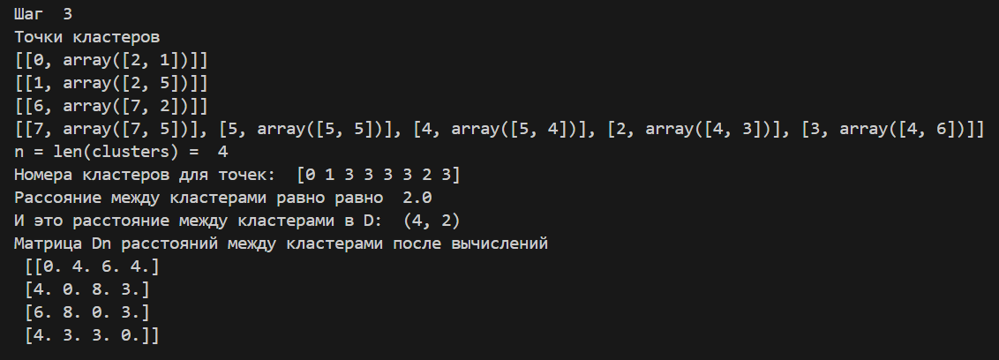 Шаг  3
Точки кластеров
[[0, array([2, 1])]]
[[1, array([2, 5])]]
[[6, array([7, 2])]]
[[7, array([7, 5])], [5, array([5, 5])], [4, array([5, 4])], [2, array([4, 3])], [3, array([4, 6])]]
n = len(clusters) =  4
Номера кластеров для точек:  [0 1 3 3 3 3 2 3]
Рассояние между кластерами равно равно  2.0
И это расстояние между кластерами в D:  (4, 2)
Матрица Dn расстояний между кластерами после вычислений
[[0. 4. 6. 4.]
[4. 0. 8. 3.]
[6. 8. 0. 3.]
[4. 3. 3. 0.]]